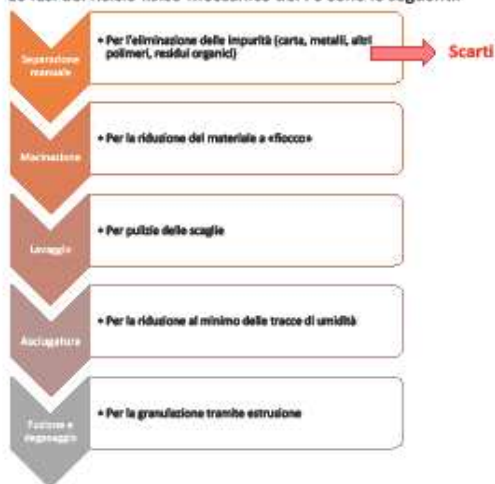 Le fasi del riciclo fisico-meccanico del PS sono le seguenti:
Separazione
manuale
• Per l'eliminazione delle impurità (carta, metalli, altri
polimeri, residui organici)
Scarti
Macinazione
• Per la riduzione del materiale a «fiocco»
Lavaggio
• Per pulizia delle scaglie
Asciugatura
• Per la riduzione al minimo delle tracce di umidità
Fusione e
degasaggio
• Per la granulazione tramite estrusione